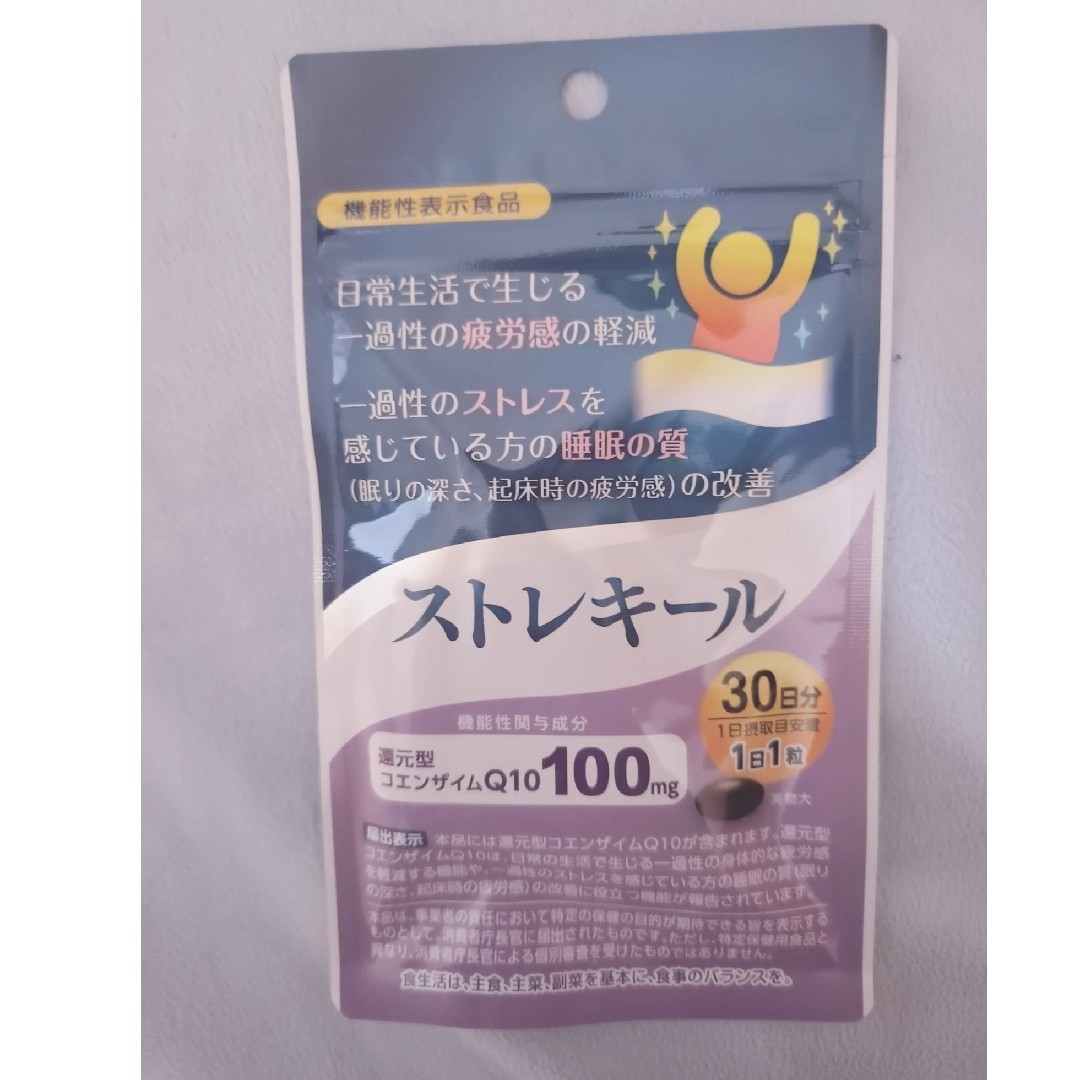 機能性表示食品
日常生活で生じる
一過性の疲労感の軽減
一過性のストレスを
感じている方の睡眠の質
(眠りの深さ、起床時の疲労感)の改善
ストレキール
30日分
1日摂取目安量
1日1粒
実物大
機能性関与成分
還元型
コエンザイムQ10 100mg
届出表示 本品には還元型コエンザイムQ10が含まれます。還元型
コエンザイムQ10は、日常の生活で生じる一過性の身体的な疲労感
を軽減する機能や、一過性のストレスを感じている方の睡眠の質(眠り
の深さ、起床時の疲労感)の改善に役立つ機能が報告されています。
本品は、事業者の責任において特定の保健の目的が期待できる旨を表示する
ものとして、消費者庁長官に届出されたものです。ただし、特定保健用食品と
異なり、消費者庁長官による個別審査を受けたものではありません。
食生活は、主食、主菜、副菜を基本に、食事のバランスを。